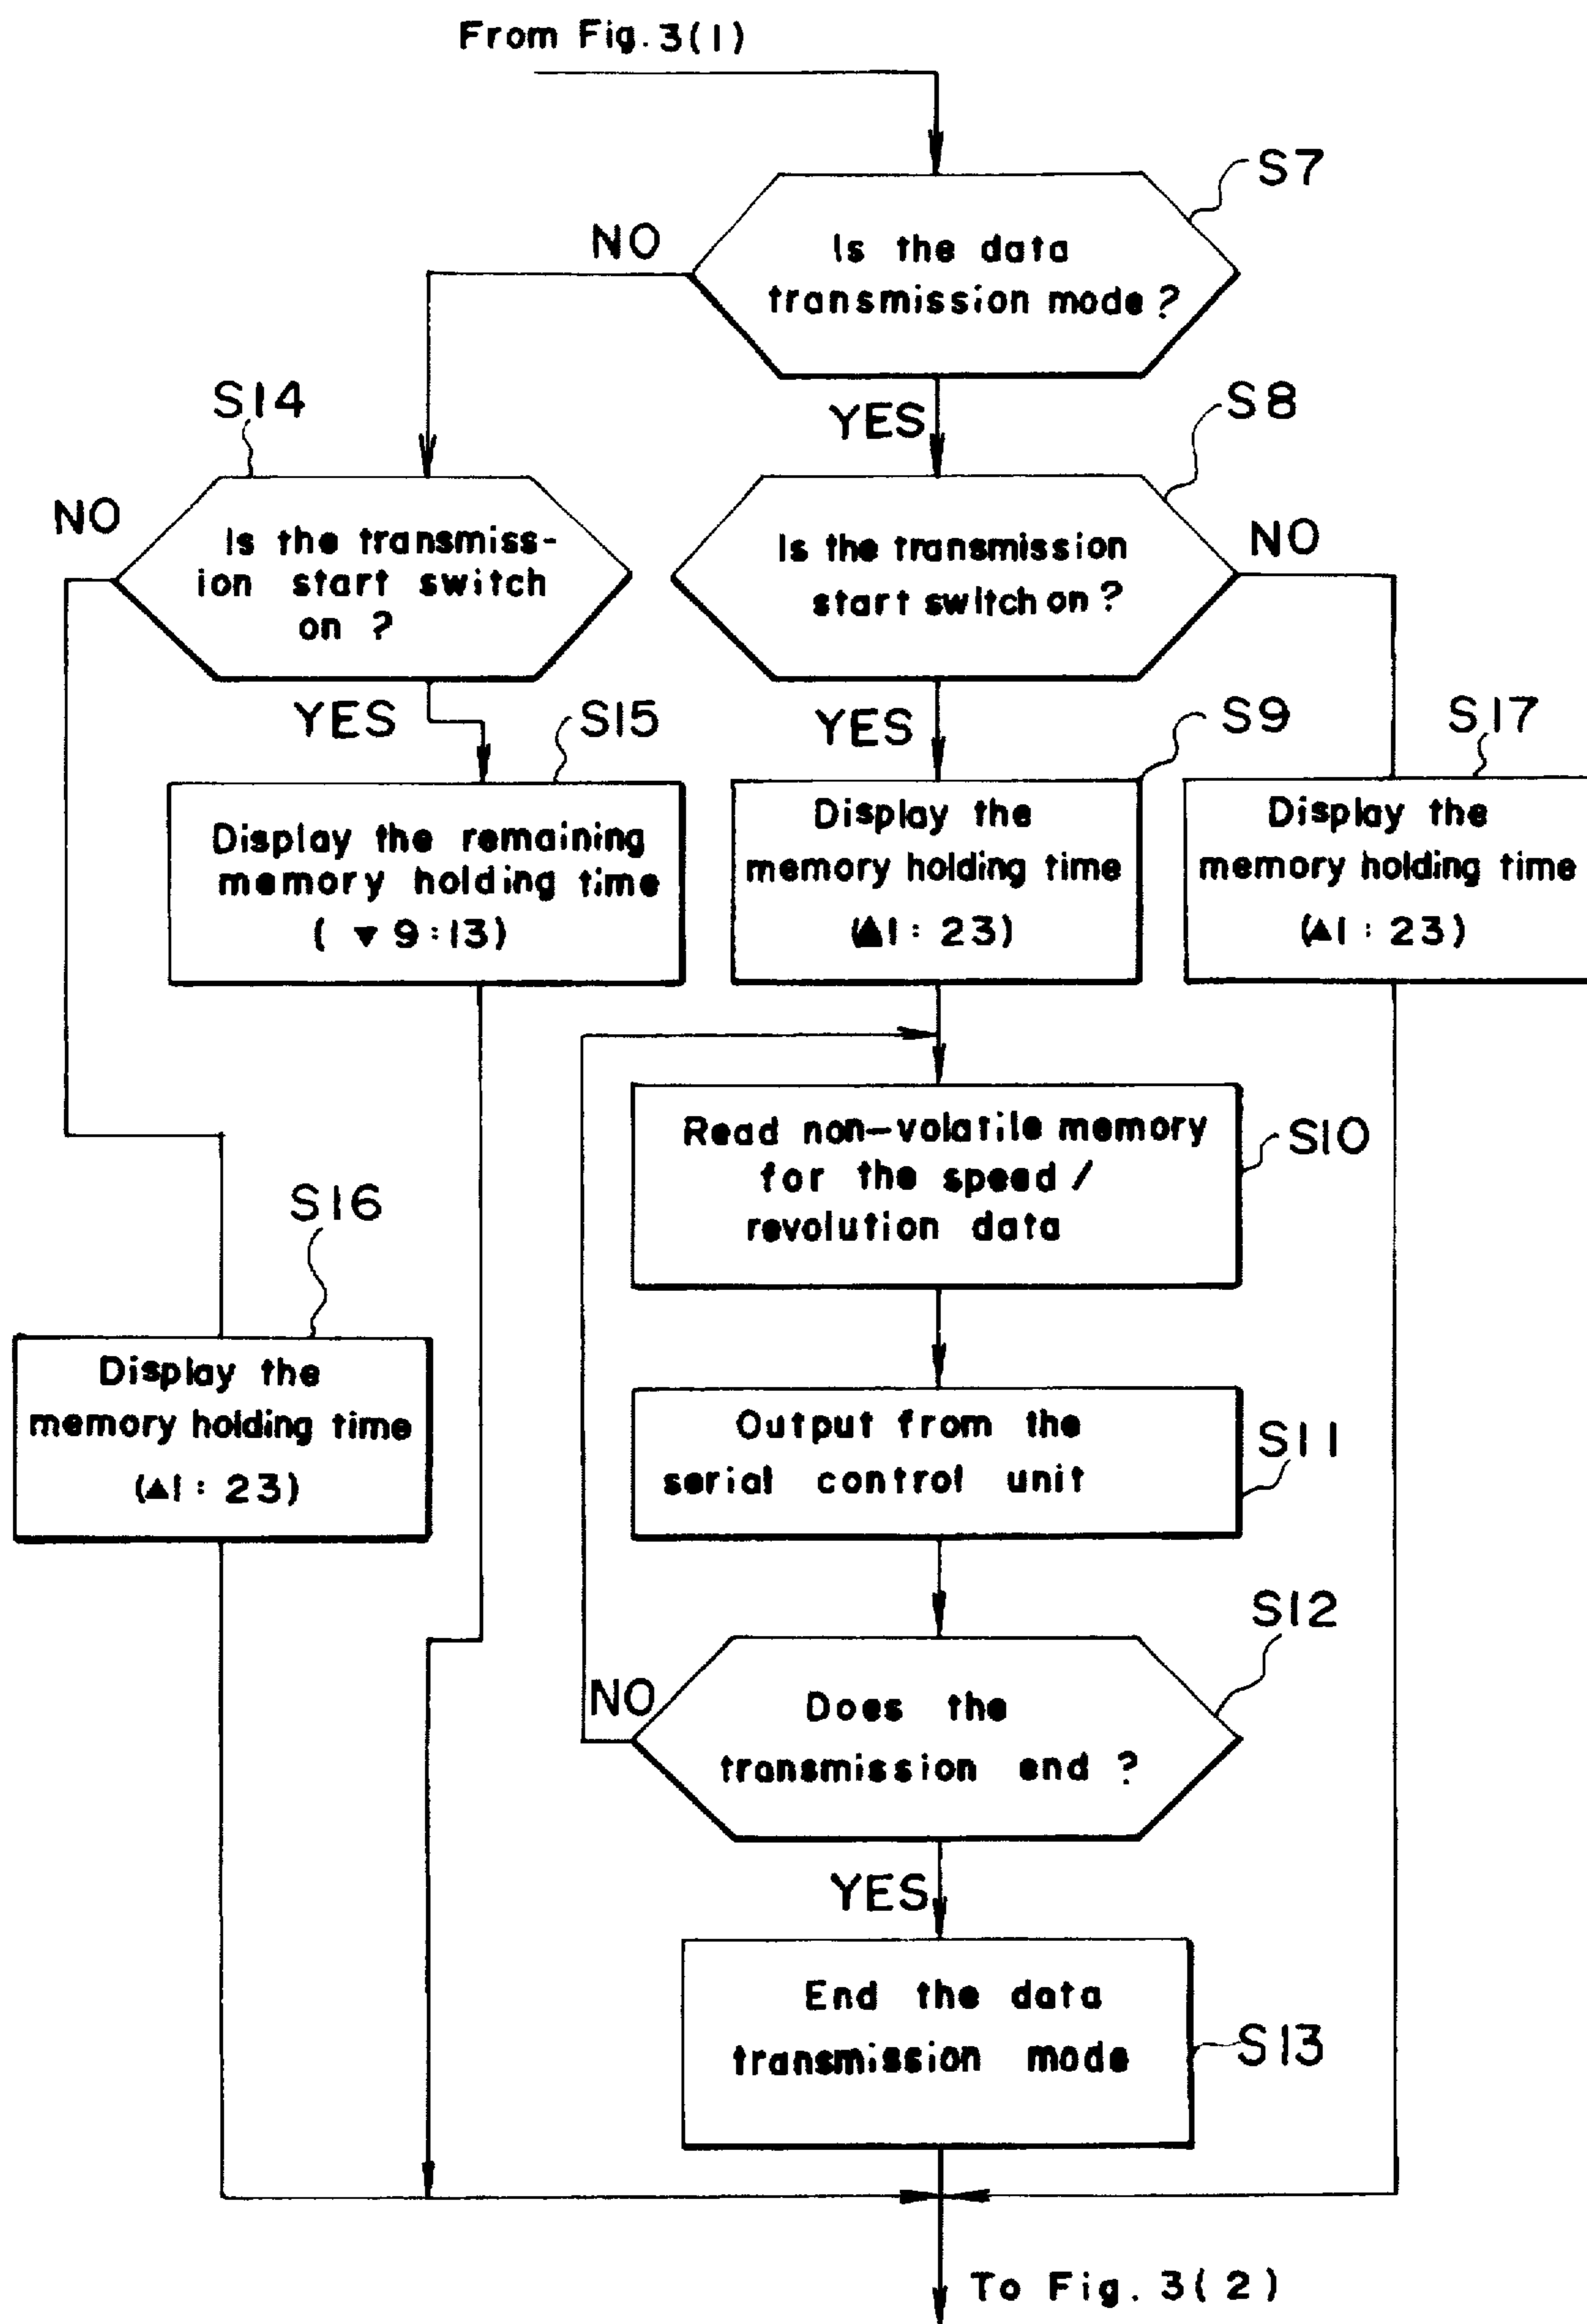 From Fig. 3(1)
S7
NO
Is the data
transmission mode?
YES
S14
S8
NO
Is the transmiss-
ion start switch
on ?
Is the transmission
start switch on ?
NO
YES
S15
YES
S9
S17
Display the remaining
memory holding time
( ▼ 9:13)
Display the
memory holding time
(▲1: 23)
Display the
memory holding time
(▲1: 23)
Read non-volatile memory
for the speed /
revolution data
S10
S16
Display the
memory holding time
(▲1: 23)
Output from the
serial control unit
S11
S12
NO
Does the
transmission end ?
YES
End the data
transmission mode
S13
To Fig. 3(2)